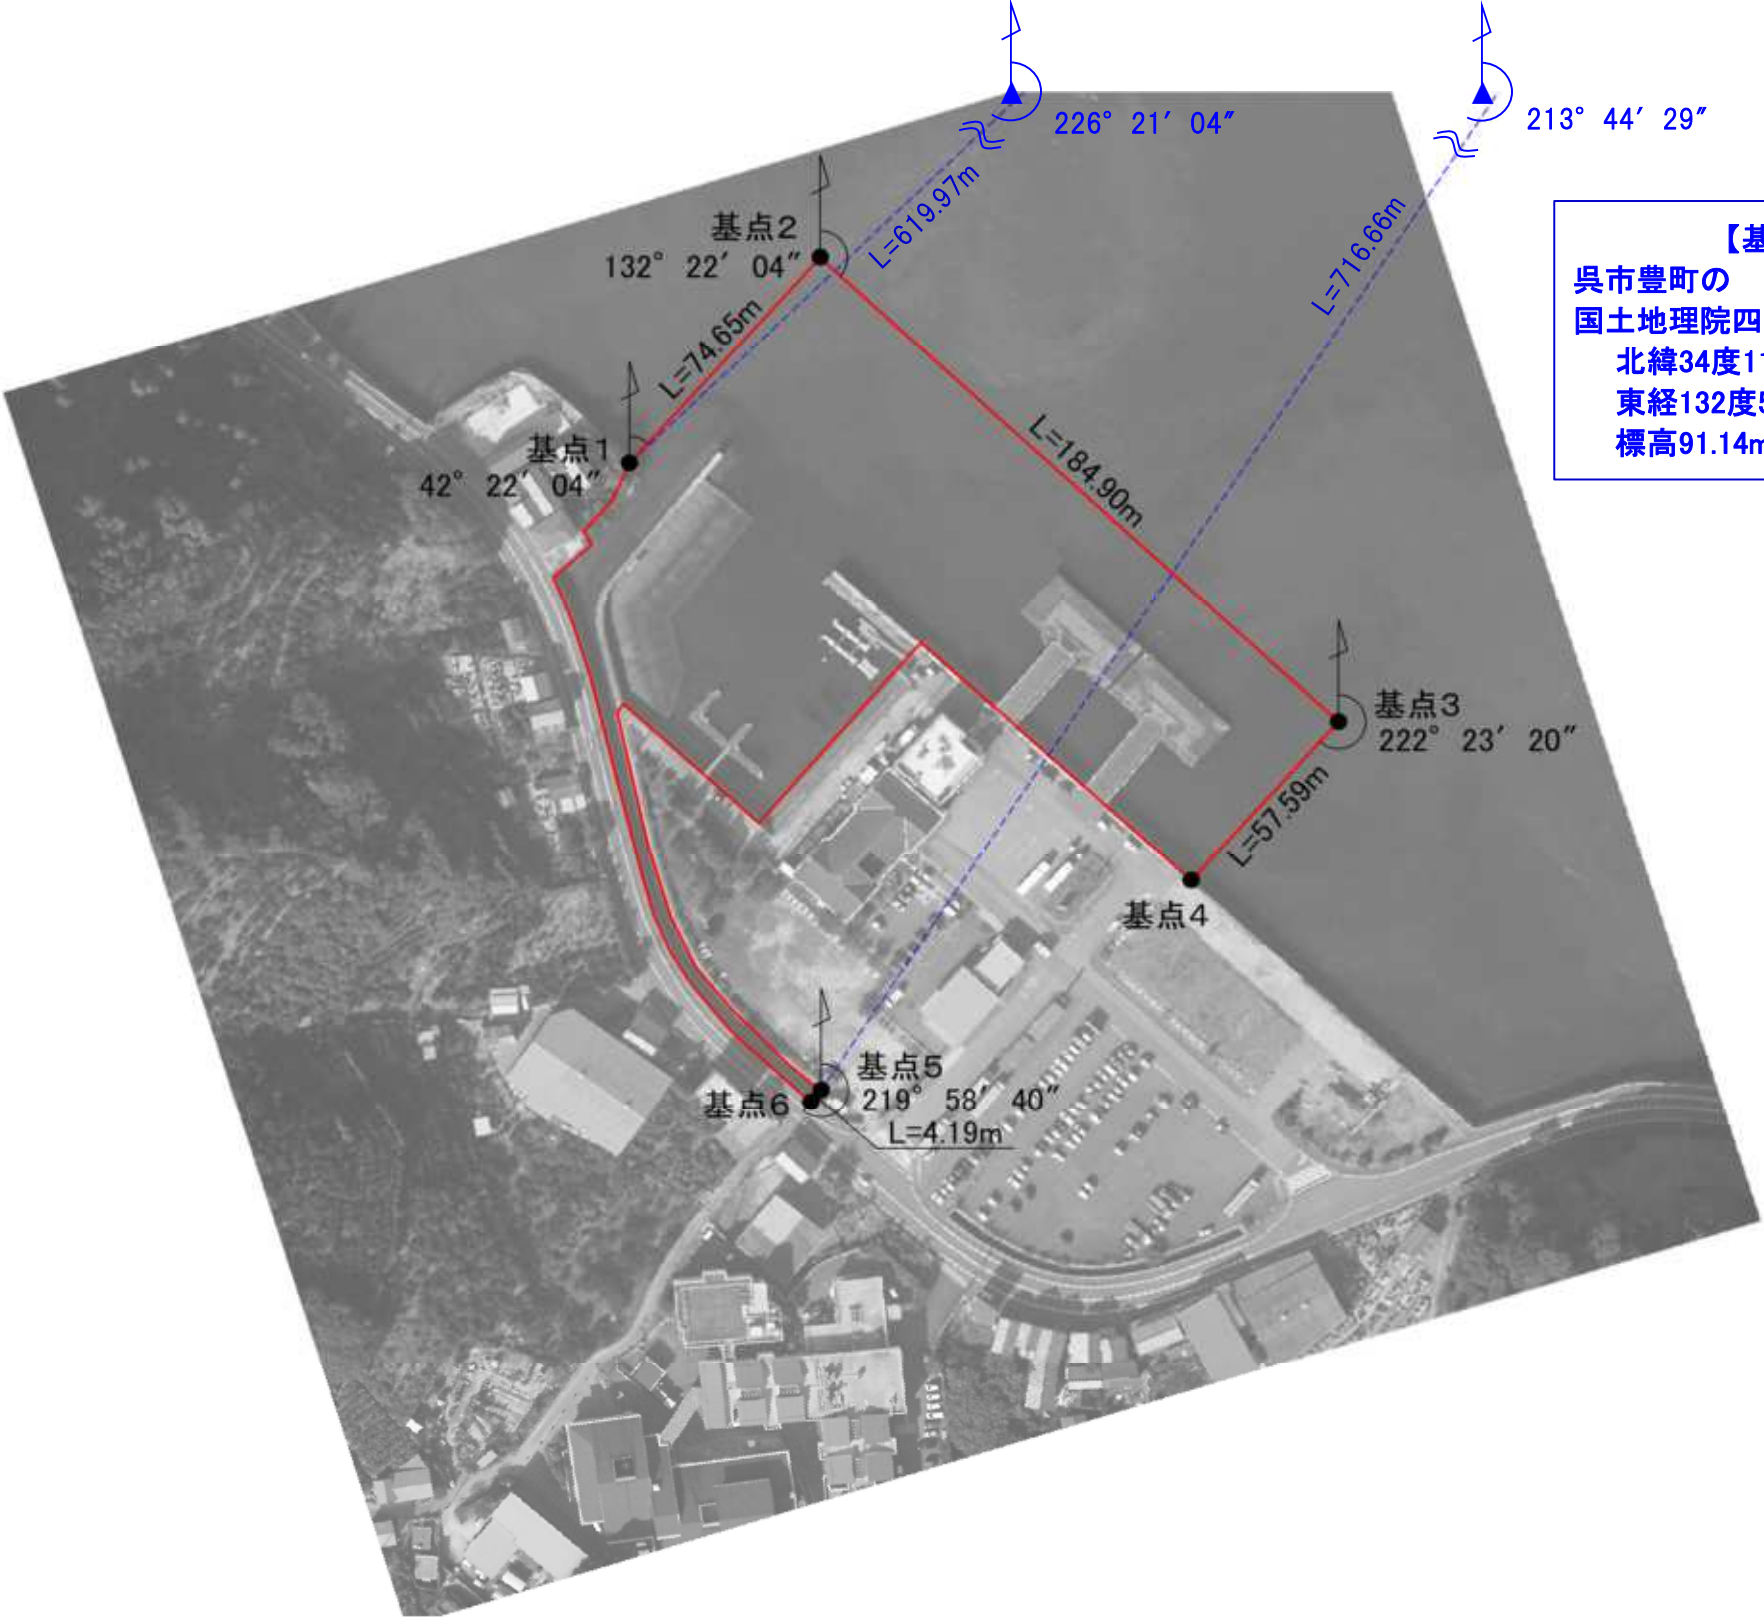 226° 21′ 04″
213° 44′ 29″
L=619.97m
L=716.66m
基点2
132° 22′ 04″
L=74.65m
【基
呉市豊町の
国土地理院四
北緯34度1
東経132度
標高91.14m
基点1
42° 22′ 04″
L=184.90m
基点3
222° 23′ 20″
L=57.59m
基点4
基点5
219° 58′ 40″
基点6
L=4.19m